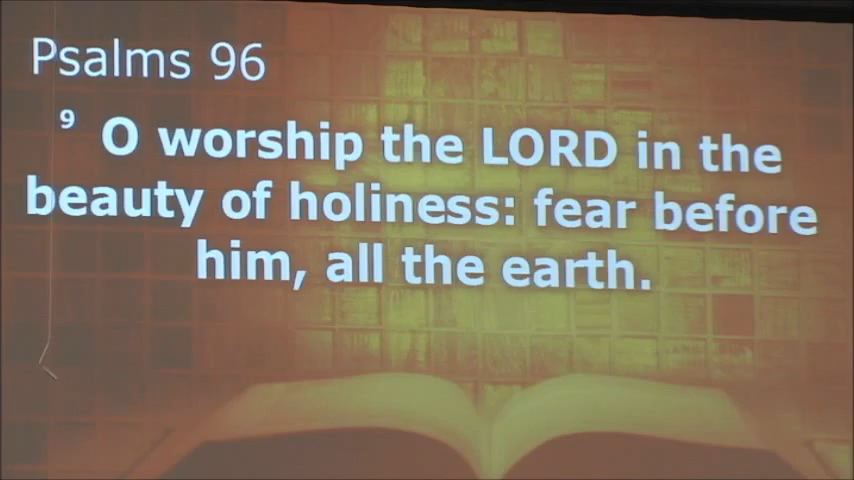 Psalms 96
9 O worship the LORD in the
beauty of holiness: fear before
him, all the earth.